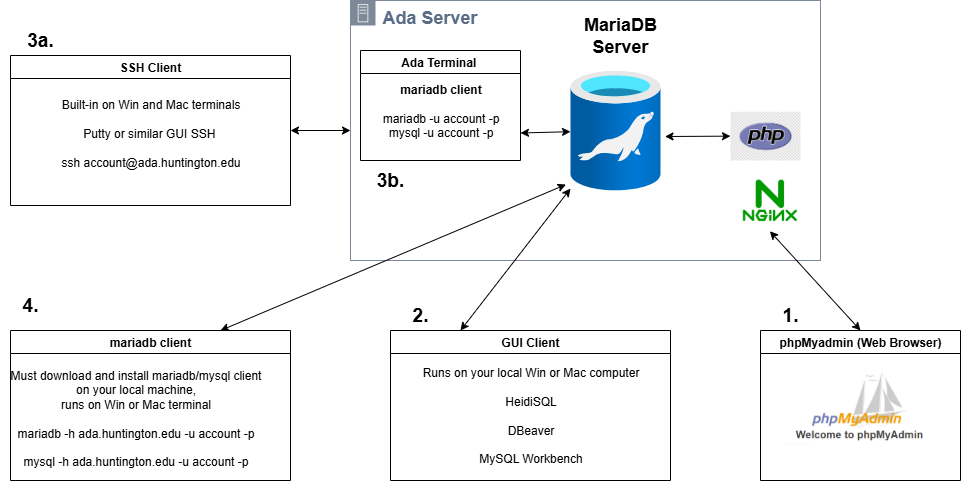 Ada Server
MariaDB
Server
3a.
SSH Client
Built-in on Win and Mac terminals
Putty or similar GUI SSH
ssh account@ada.huntington.edu
Ada Terminal
mariadb client
mariadb -u account -p
mysql -u account -p
3b.
php
NGiNX
4.
mariadb client
Must download and install mariadb/mysql client
on your local machine,
runs on Win or Mac terminal
mariadb -h ada.huntington.edu -u account -p
mysql -h ada.huntington.edu -u account -p
2.
GUI Client
Runs on your local Win or Mac computer
HeidiSQL
DBeaver
MySQL Workbench
1.
phpMyadmin (Web Browser)
phpMyAdmin
Welcome to phpMyAdmin